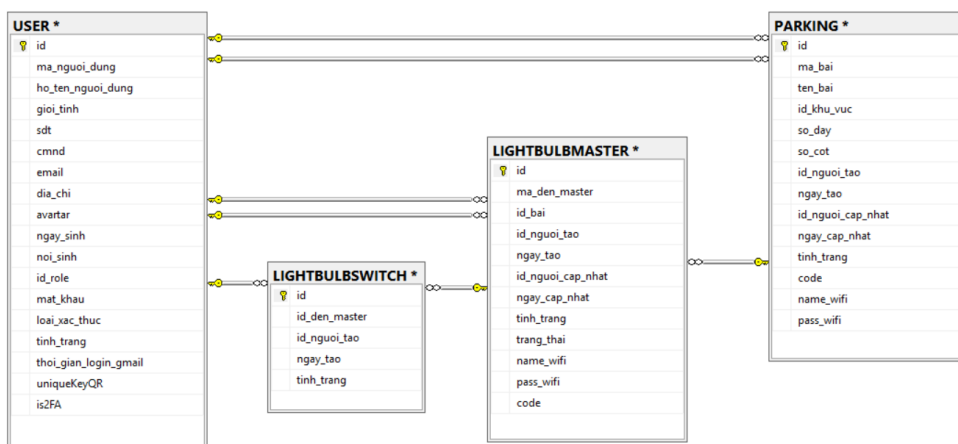 USER *
id
ma_nguoi_dung
ho_ten_nguoi_dung
gioi_tinh
sdt
cmnd
email
dia_chi
avartar
ngay_sinh
noi_sinh
id_role
mat_khau
loai_xac_thuc
tinh_trang
thoi_gian_login_gmail
uniqueKeyQR
is2FA
LIGHTBULBSWITCH *
id
id_den_master
id_nguoi_tao
ngay_tao
tinh_trang
LIGHTBULBMASTER *
id
ma_den_master
id_bai
id_nguoi_tao
ngay_tao
id_nguoi_cap_nhat
ngay_cap_nhat
tinh_trang
trang_thai
name_wifi
pass_wifi
code
PARKING *
id
ma_bai
ten_bai
id_khu_vuc
so_day
so_cot
id_nguoi_tao
ngay_tao
id_nguoi_cap_nhat
ngay_cap_nhat
tinh_trang
code
name_wifi
pass_wifi